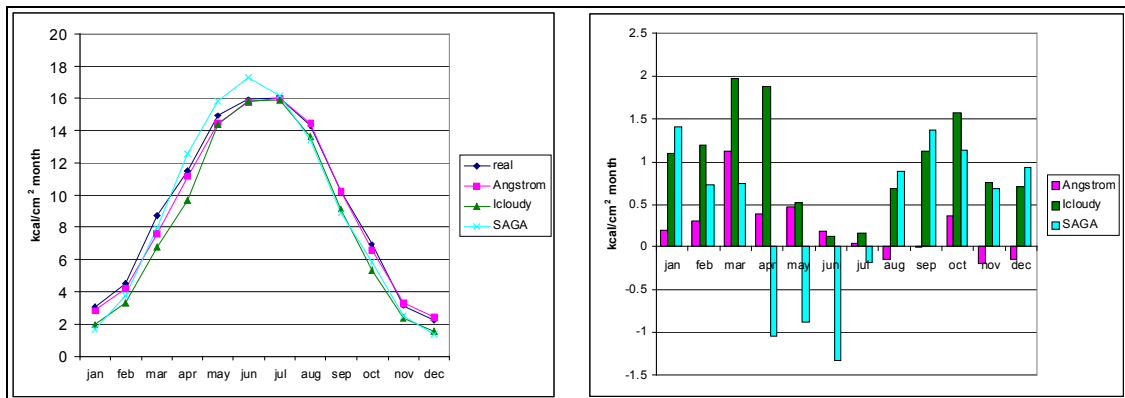 20
18
16
14
12
10
8
6
4
2
0
kcal/cm² month
jan feb mar apr may jun jul aug sep oct nov dec
real
Angstrom
Icloudy
SAGA
2.5
2
1.5
1
0.5
0
-0.5
-1
-1.5
kcal/cm² month
jan feb mar apr may jun jul aug sep oct nov dec
Angstrom
Icloudy
SAGA